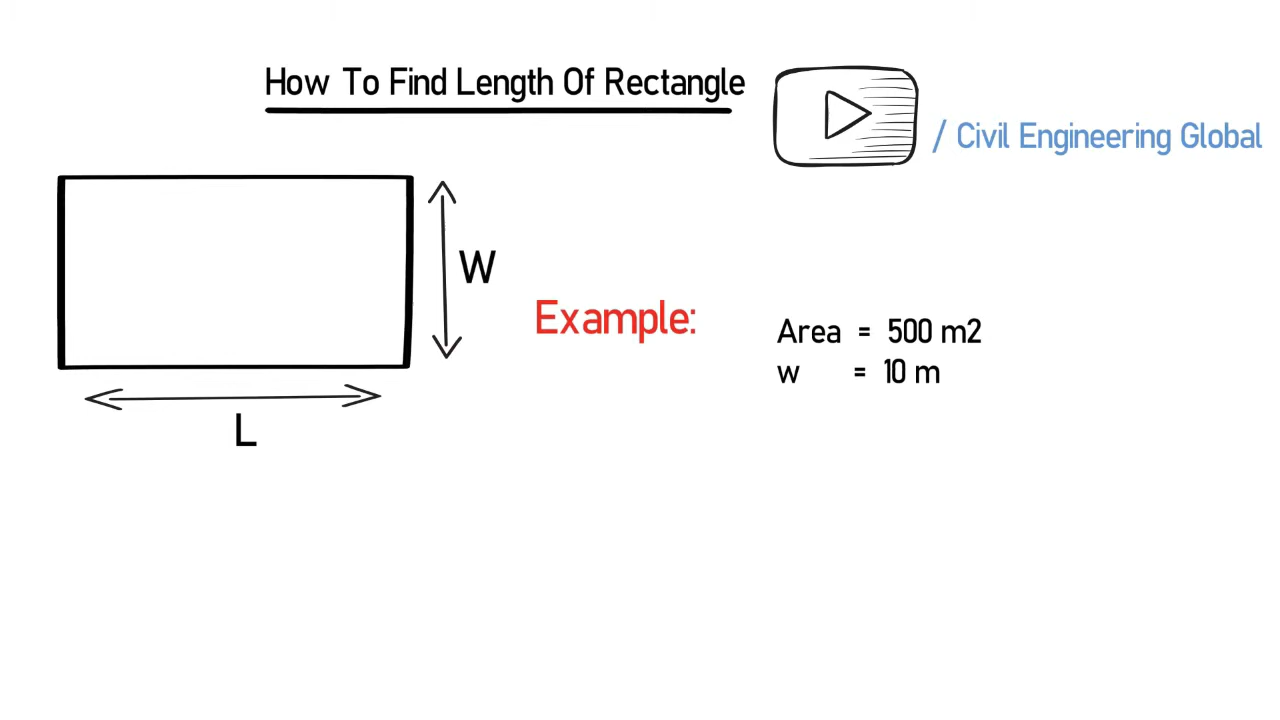 How To Find Length Of Rectangle
/ Civil Engineering Global
W
Example:
Area = 500 m2
w = 10 m
L